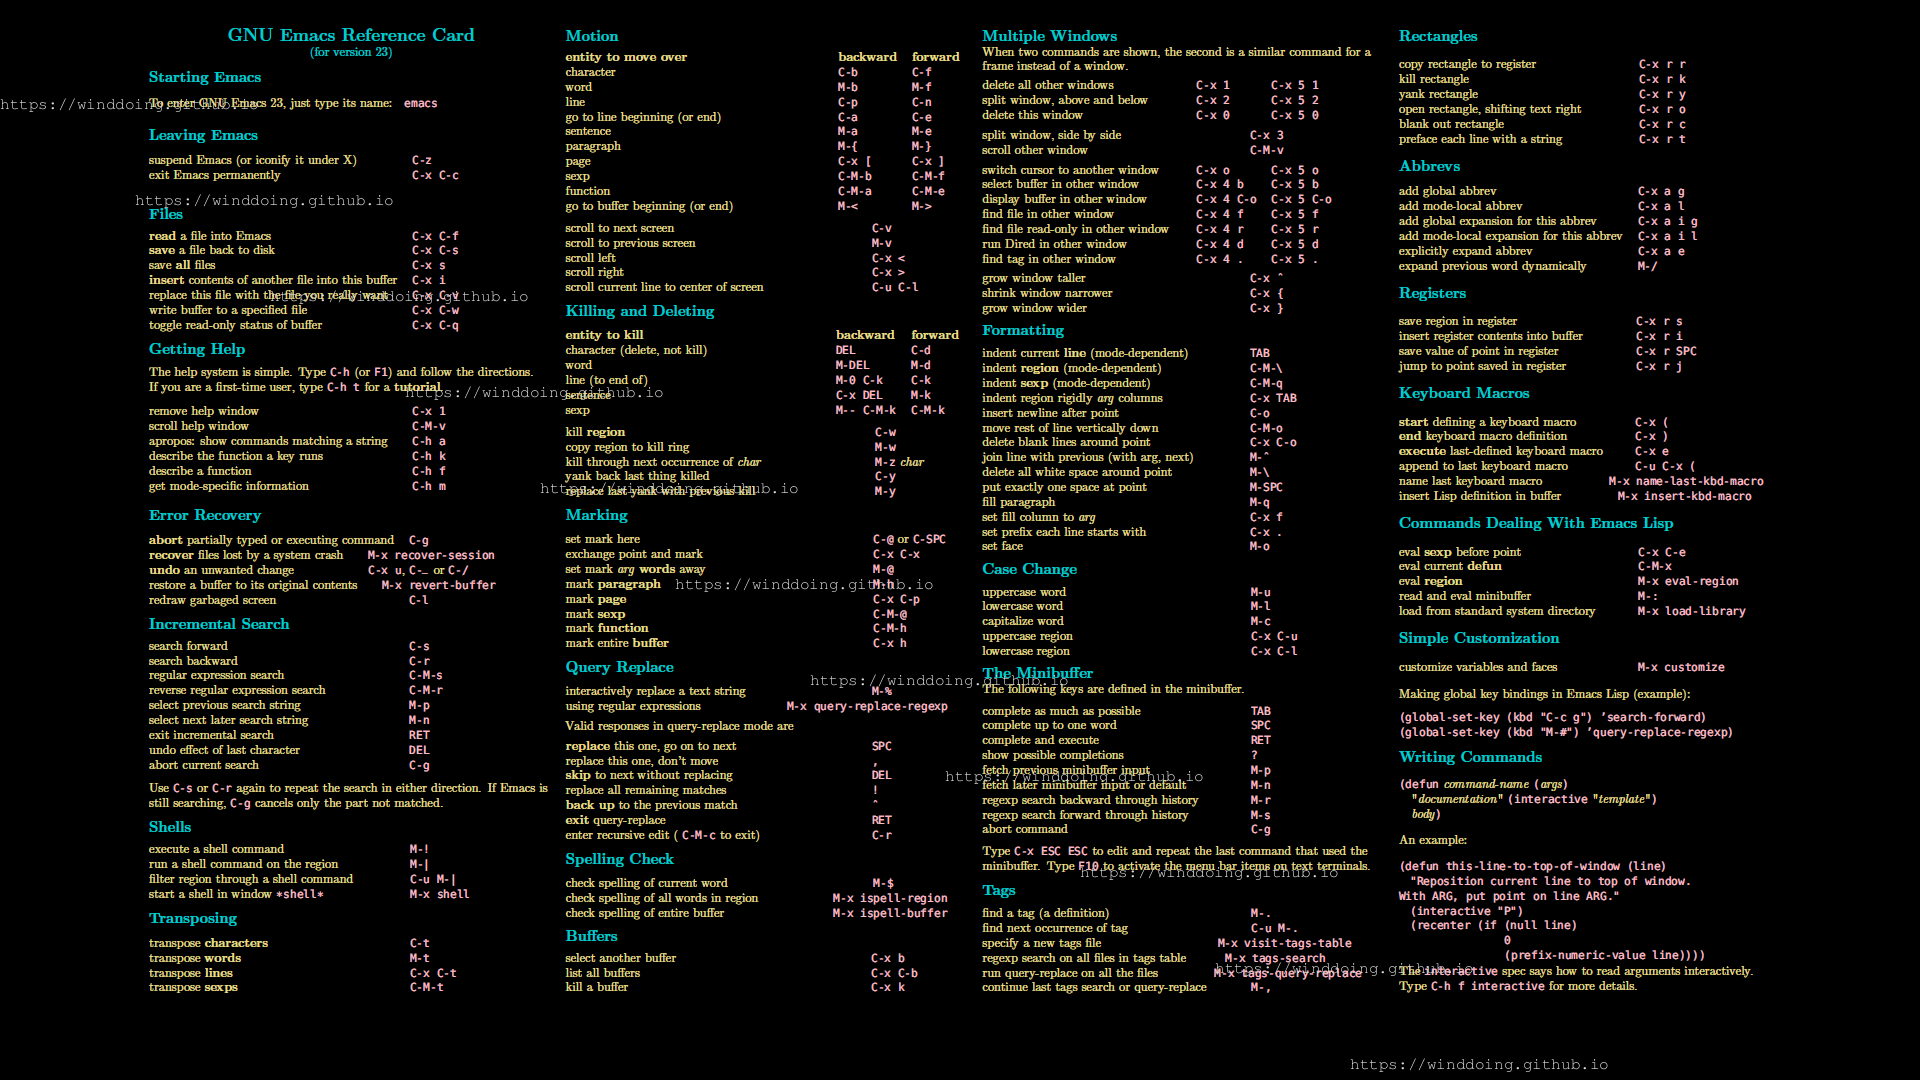 GNU Emacs Reference Card
(for version 23)
Starting Emacs
To enter GNU Emacs 23, just type its name: emacs
https://winddoing.github.io
Leaving Emacs
suspend Emacs (or iconify it under X) C-z
exit Emacs permanently C-x C-c
https://winddoing.github.io
Files
read a file into Emacs C-x C-f
save a file back to disk C-x C-s
save all files C-x s
insert contents of another file into this buffer C-x i
replace this file with the file you really want C-x C-v
https://winddoing.github.io
write buffer to a specified file C-x C-w
toggle read-only status of buffer C-x C-q
Getting Help
The help system is simple. Type C-h (or F1) and follow the directions.
If you are a first-time user, type C-h t for a tutorial.
https://winddoing.github.io
remove help window C-x 1
scroll help window C-M-v
apropos: show commands matching a string C-h a
describe the function a key runs C-h k
describe a function C-h f
get mode-specific information C-h m
Error Recovery
abort partially typed or executing command C-g
recover files lost by a system crash M-x recover-session
undo an unwanted change C-x u, C-_ or C-/
restore a buffer to its original contents M-x revert-buffer
redraw garbaged screen C-l
Incremental Search
search forward C-s
search backward C-r
regular expression search C-M-s
reverse regular expression search C-M-r
select previous search string M-p
select next later search string M-n
exit incremental search RET
undo effect of last character DEL
abort current search C-g
Use C-s or C-r again to repeat the search in either direction. If Emacs is
still searching, C-g cancels only the part not matched.
Shells
execute a shell command M-!
run a shell command on the region M-|
filter region through a shell command C-u M-|
start a shell in window *shell* M-x shell
Transposing
transpose characters C-t
transpose words M-t
transpose lines C-x C-t
transpose sexps C-M-t
Motion
entity to move over backward forward
character C-b C-f
word M-b M-f
line C-p C-n
go to line beginning (or end) C-a C-e
sentence M-a M-e
paragraph M-{ M-}
page C-x [ C-x ]
sexp C-M-b C-M-f
function C-M-a C-M-e
go to buffer beginning (or end) M-< M->
scroll to next screen C-v
scroll to previous screen M-v
scroll left C-x <
scroll right C-x >
scroll current line to center of screen C-u C-l
Killing and Deleting
entity to kill backward forward
character (delete, not kill) DEL C-d
word M-DEL M-d
line (to end of) M-0 C-k C-k
sentence C-x DEL M-k
sexp M-- C-M-k C-M-k
kill region C-w
copy region to kill ring M-w
kill through next occurrence of char M-z char
yank back last thing killed C-y
replace last yank with previous kill M-y
https://winddoing.github.io
Marking
set mark here C-@ or C-SPC
exchange point and mark C-x C-x
set mark arg words away M-@
mark paragraph M-h
https://winddoing.github.io
mark page C-x C-p
mark sexp C-M-@
mark function C-M-h
mark entire buffer C-x h
Query Replace
interactively replace a text string M-%
using regular expressions M-x query-replace-regexp
Valid responses in query-replace mode are
replace this one, go on to next SPC
replace this one, don't move ,
skip to next without replacing DEL
replace all remaining matches !
back up to the previous match ^
exit query-replace RET
enter recursive edit ( C-M-c to exit) C-r
Spelling Check
check spelling of current word M-$
check spelling of all words in region M-x ispell-region
check spelling of entire buffer M-x ispell-buffer
Buffers
select another buffer C-x b
list all buffers C-x C-b
kill a buffer C-x k
Multiple Windows
When two commands are shown, the second is a similar command for a
frame instead of a window.
delete all other windows C-x 1 C-x 5 1
split window, above and below C-x 2 C-x 5 2
delete this window C-x 0 C-x 5 0
split window, side by side C-x 3
scroll other window C-M-v
switch cursor to another window C-x o C-x 5 o
select buffer in other window C-x 4 b C-x 5 b
display buffer in other window C-x 4 C-o C-x 5 C-o
find file in other window C-x 4 f C-x 5 f
find file read-only in other window C-x 4 r C-x 5 r
run Dired in other window C-x 4 d C-x 5 d
find tag in other window C-x 4 . C-x 5 .
grow window taller C-x ^
shrink window narrower C-x {
grow window wider C-x }
Formatting
indent current line (mode-dependent) TAB
indent region (mode-dependent) C-M-\
indent sexp (mode-dependent) C-M-q
indent region rigidly arg columns C-x TAB
insert newline after point C-o
move rest of line vertically down C-M-o
delete blank lines around point C-x C-o
join line with previous (with arg, next) M-^
delete all white space around point M-\
put exactly one space at point M-SPC
fill paragraph M-q
set fill column to arg C-x f
set prefix each line starts with C-x .
set face M-o
Case Change
uppercase word M-u
lowercase word M-l
capitalize word M-c
uppercase region C-x C-u
lowercase region C-x C-l
The Minibuffer
https://winddoing.github.io
The following keys are defined in the minibuffer.
complete as much as possible TAB
complete up to one word SPC
complete and execute RET
show possible completions ?
fetch previous minibuffer input M-p
https://winddoing.github.io
fetch later minibuffer input or default M-n
regexp search backward through history M-r
regexp search forward through history M-s
abort command C-g
Type C-x ESC ESC to edit and repeat the last command that used the
minibuffer. Type F10 to activate the menu bar items on text terminals.
https://winddoing.github.io
Tags
find a tag (a definition) M-.
find next occurrence of tag C-u M-.
specify a new tags file M-x visit-tags-table
regexp search on all files in tags table M-x tags-search
run query-replace on all the files M-x tags-query-replace
https://winddoing.github.io
continue last tags search or query-replace M-,
Rectangles
copy rectangle to register C-x r r
kill rectangle C-x r k
yank rectangle C-x r y
open rectangle, shifting text right C-x r o
blank out rectangle C-x r c
preface each line with a string C-x r t
Abbrevs
add global abbrev C-x a g
add mode-local abbrev C-x a l
add global expansion for this abbrev C-x a i g
add mode-local expansion for this abbrev C-x a i l
explicitly expand abbrev C-x a e
expand previous word dynamically M-/
Registers
save region in register C-x r s
insert register contents into buffer C-x r i
save value of point in register C-x r SPC
jump to point saved in register C-x r j
Keyboard Macros
start defining a keyboard macro C-x (
end keyboard macro definition C-x )
execute last-defined keyboard macro C-x e
append to last keyboard macro C-u C-x (
name last keyboard macro M-x name-last-kbd-macro
insert Lisp definition in buffer M-x insert-kbd-macro
Commands Dealing With Emacs Lisp
eval sexp before point C-x C-e
eval current defun C-M-x
eval region M-x eval-region
read and eval minibuffer M-:
load from standard system directory M-x load-library
Simple Customization
customize variables and faces M-x customize
Making global key bindings in Emacs Lisp (example):
(global-set-key (kbd "C-c g") 'search-forward)
(global-set-key (kbd "M-#") 'query-replace-regexp)
Writing Commands
(defun command-name (args)
"documentation" (interactive "template")
body)
An example:
(defun this-line-to-top-of-window (line)
"Reposition current line to top of window.
With ARG, put point on line ARG."
(interactive "P")
(recenter (if (null line)
0
(prefix-numeric-value line))))
The interactive spec says how to read arguments interactively.
Type C-h f interactive for more details.
https://winddoing.github.io